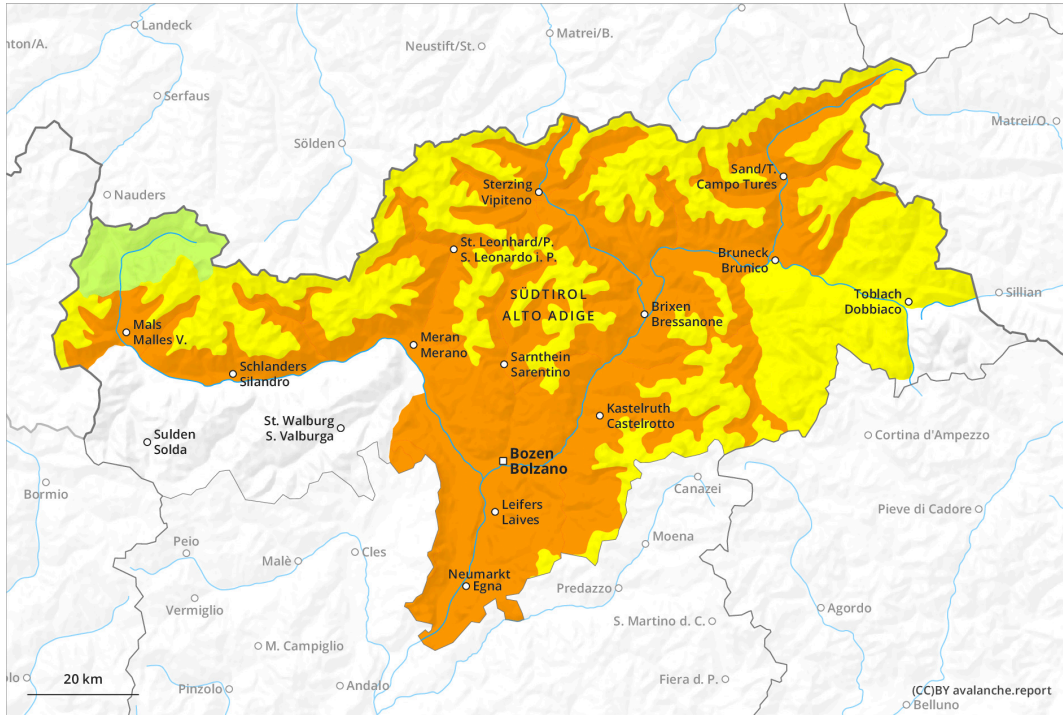 Landeck
Matrei/B.
Neustift/St.
nton/A.
Serfaus
Matrei/O.
Sölden
Sand/T.
Campo Tures
Sterzing
Vipiteno
Nauders
St. Leonhard/P.
S. Leonardo i. P.
Bruneck
Brunico
SÜDTIROL
ALTO ADIGE
Toblach
Dobbiaco
Sillian
Brixen
Bressanone
Mals
Malles V.
Meran
Merano
Sarnthein
Sarentino
Schlanders
Silandro
Kastelruth
Castelrotto
St. Walburg
S. Valburga
Sulden
Solda
Cortina d'Ampezzo
Bozen
Bolzano
Bormio
Canazei
Leifers
Laives
Pieve di Cadore
Peio
Moena
Cles
Malè
Neumarkt
Egna
Predazzo
Vermiglio
Agordo
S. Martino d. C.
M. Campiglio
olo
20 km
Pinzolo
Andalo
Fiera d. P.
(CC)BY avalanche.report
Belluno